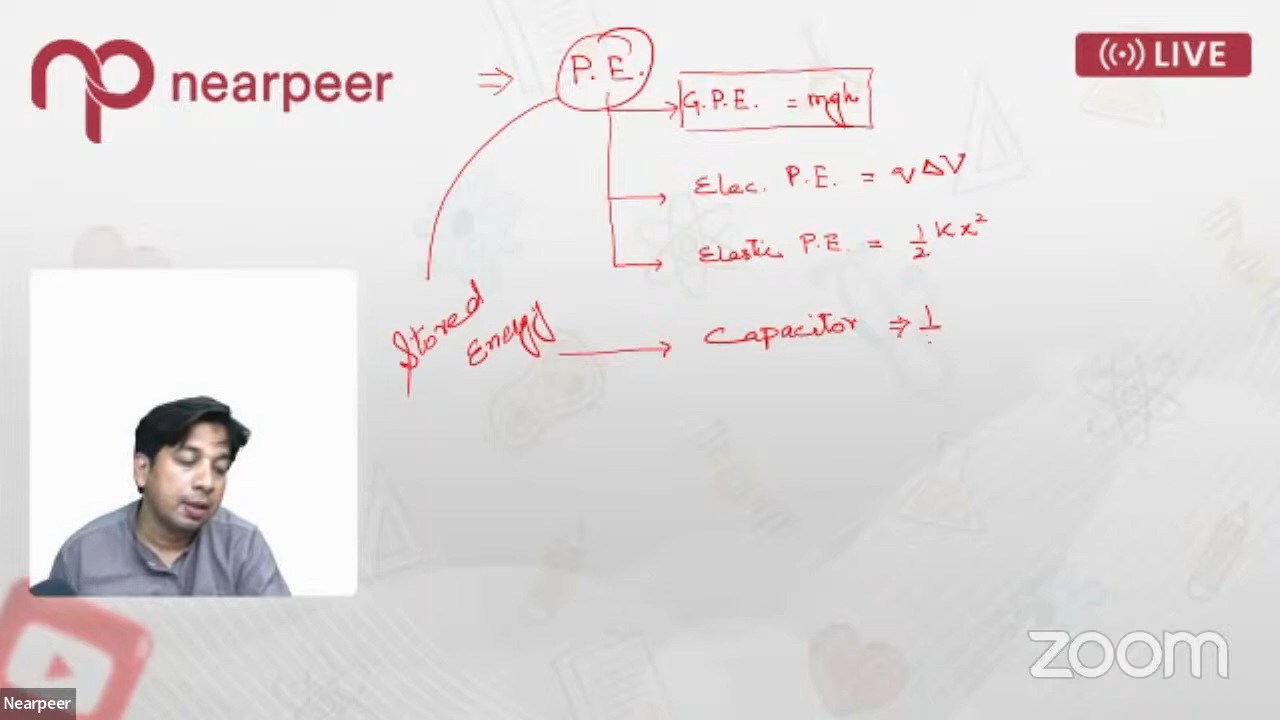 nearpeer
LIVE
⇒ P.E.
G.P.E. = mgh
Elec. P.E. = qΔV
Elastic P.E. = 1/2 Kx²
Stored Energy → Capacitor ⇒ 1
zoom
Nearpeer